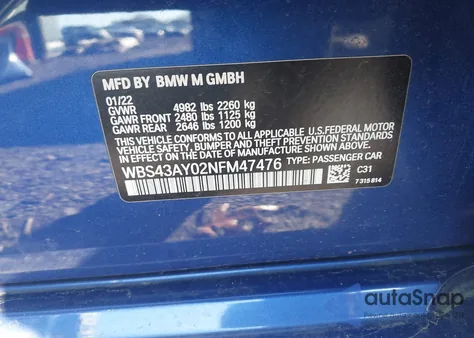 MFD BY BMW M GMBH
01/22
GVWR 4982 lbs 2260 kg
GAWR FRONT 2480 lbs 1125 kg
GAWR REAR 2646 lbs 1200 kg
THIS VEHICLE CONFORMS TO ALL APPLICABLE U.S.FEDERAL MOTOR
VEHICLE SAFETY, BUMPER, AND THEFT PREVENTION STANDARDS
IN EFFECT ON THE DATE OF MANUFACTURE SHOWN ABOVE.
WBS43AY02NFM47476 TYPE: PASSENGER CAR
C31
7 315 814
autoSnap